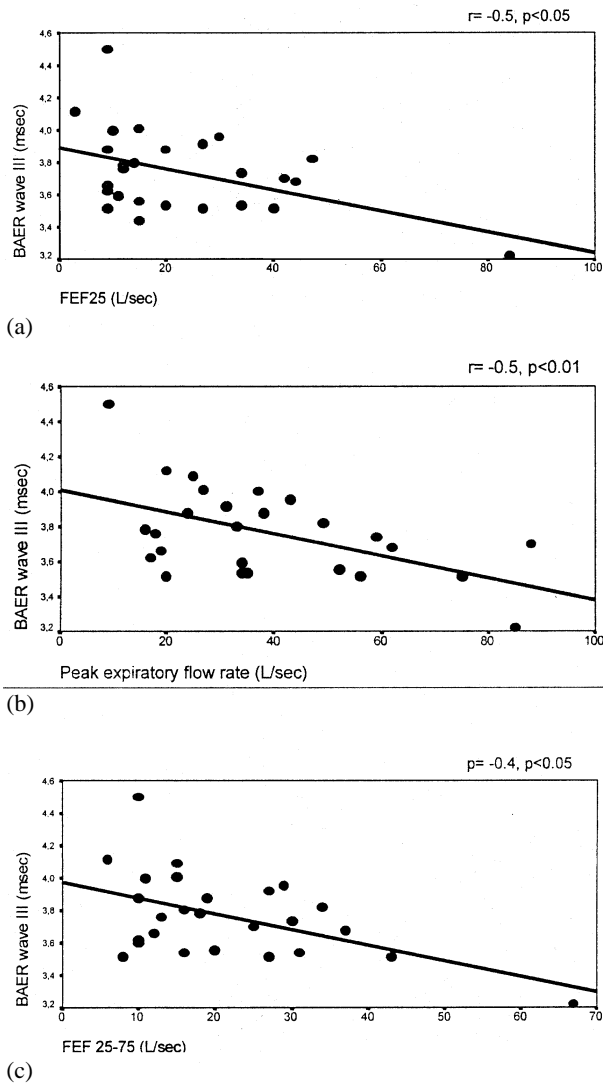 r= -0.5, p<0.05
4,6
4,4
4,2
4,0
3,8
3,6
3,4
3,2
BAER wave III (msec)
0 20 40 60 80 100
FEF25 (L/sec)
(a)
r= -0.5, p<0.01
4,6
4,4
4,2
4,0
3,8
3,6
3,4
3,2
BAER wave III (msec)
0 20 40 60 80 100
Peak expiratory flow rate (L/sec)
(b)
p= -0.4, p<0.05
4,6
4,4
4,2
4,0
3,8
3,6
3,4
3,2
BAER wave III (msec)
0 10 20 30 40 50 60 70
FEF 25-75 (L/sec)
(c)